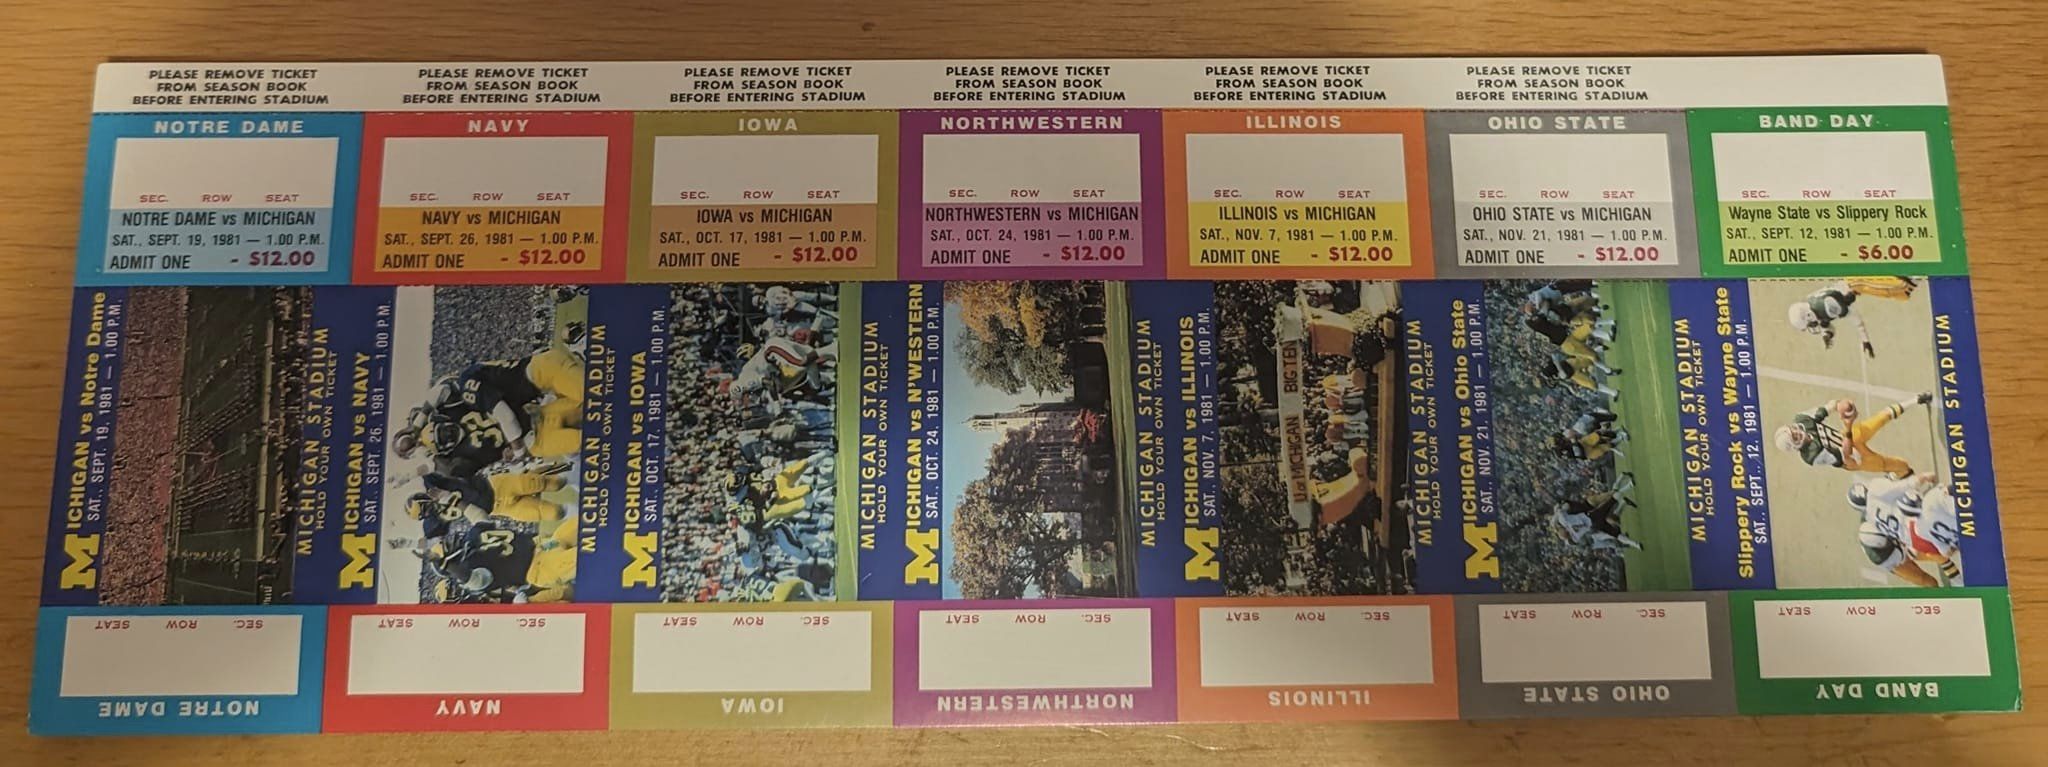 PLEASE REMOVE TICKET
FROM SEASON BOOK
BEFORE ENTERING STADIUM
PLEASE REMOVE TICKET
FROM SEASON BOOK
BEFORE ENTERING STADIUM
PLEASE REMOVE TICKET
FROM SEASON BOOK
BEFORE ENTERING STADIUM
PLEASE REMOVE TICKET
FROM SEASON BOOK
BEFORE ENTERING STADIUM
PLEASE REMOVE TICKET
FROM SEASON BOOK
BEFORE ENTERING STADIUM
PLEASE REMOVE TICKET
FROM SEASON BOOK
BEFORE ENTERING STADIUM
NOTRE DAME
SEC. ROW SEAT
NOTRE DAME vs MICHIGAN
SAT., SEPT. 19, 1981 — 1.00 P.M.
ADMIT ONE - $12.00
NAVY
SEC. ROW SEAT
NAVY vs MICHIGAN
SAT., SEPT. 26, 1981 — 1.00 P.M.
ADMIT ONE - $12.00
IOWA
SEC. ROW SEAT
IOWA vs MICHIGAN
SAT., OCT. 17, 1981 — 1.00 P.M.
ADMIT ONE - $12.00
NORTHWESTERN
SEC. ROW SEAT
NORTHWESTERN vs MICHIGAN
SAT., OCT. 24, 1981 — 1.00 P.M.
ADMIT ONE - $12.00
ILLINOIS
SEC. ROW SEAT
ILLINOIS vs MICHIGAN
SAT., NOV. 7, 1981 — 1.00 P.M.
ADMIT ONE - $12.00
OHIO STATE
SEC. ROW SEAT
OHIO STATE vs MICHIGAN
SAT., NOV. 21, 1981 — 1.00 P.M.
ADMIT ONE - $12.00
BAND DAY
SEC. ROW SEAT
Wayne State vs Slippery Rock
SAT., SEPT. 12, 1981 — 1.00 P.M.
ADMIT ONE - $6.00
MICHIGAN vs Notre Dame
SAT., SEPT. 19, 1981 — 1.00 P.M.
MICHIGAN STADIUM
HOLD YOUR OWN TICKET
MICHIGAN vs NAVY
SAT., SEPT. 26, 1981 — 1.00 P.M.
82
MICHIGAN STADIUM
HOLD YOUR OWN TICKET
MICHIGAN vs IOWA
SAT., OCT. 17, 1981 — 1.00 P.M.
MICHIGAN STADIUM
HOLD YOUR OWN TICKET
MICHIGAN vs N'WESTERN
SAT., OCT. 24, 1981 — 1.00 P.M.
MICHIGAN STADIUM
HOLD YOUR OWN TICKET
MICHIGAN vs ILLINOIS
SAT., NOV. 7, 1981 — 1.00 P.M.
U of MICHIGAN BIG TEN
MICHIGAN STADIUM
HOLD YOUR OWN TICKET
MICHIGAN vs Ohio State
SAT., NOV. 21, 1981 — 1.00 P.M.
MICHIGAN STADIUM
HOLD YOUR OWN TICKET
Slippery Rock vs Wayne State
SAT., SEPT. 12, 1981 — 1.00 P.M.
MICHIGAN STADIUM
SEC. ROW SEAT
NOTRE DAME
SEC. ROW SEAT
NAVY
SEC. ROW SEAT
IOWA
SEC. ROW SEAT
NORTHWESTERN
SEC. ROW SEAT
ILLINOIS
SEC. ROW SEAT
OHIO STATE
SEC. ROW SEAT
BAND DAY